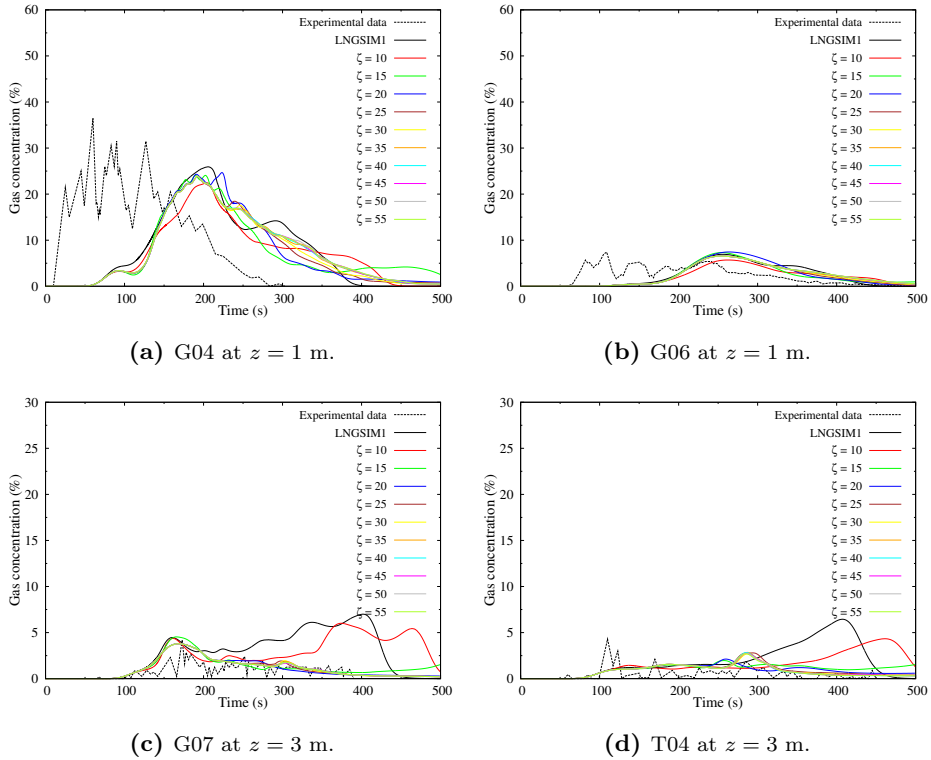 60
50
40
30
20
10
0
0 100 200 300 400 500
Gas concentration (%)
Time (s)
Experimental data
LNGSIM1
ζ = 10
ζ = 15
ζ = 20
ζ = 25
ζ = 30
ζ = 35
ζ = 40
ζ = 45
ζ = 50
ζ = 55
(a) G04 at z = 1 m.
60
50
40
30
20
10
0
0 100 200 300 400 500
Gas concentration (%)
Time (s)
Experimental data
LNGSIM1
ζ = 10
ζ = 15
ζ = 20
ζ = 25
ζ = 30
ζ = 35
ζ = 40
ζ = 45
ζ = 50
ζ = 55
(b) G06 at z = 1 m.
30
25
20
15
10
5
0
0 100 200 300 400 500
Gas concentration (%)
Time (s)
Experimental data
LNGSIM1
ζ = 10
ζ = 15
ζ = 20
ζ = 25
ζ = 30
ζ = 35
ζ = 40
ζ = 45
ζ = 50
ζ = 55
(c) G07 at z = 3 m.
30
25
20
15
10
5
0
0 100 200 300 400 500
Gas concentration (%)
Time (s)
Experimental data
LNGSIM1
ζ = 10
ζ = 15
ζ = 20
ζ = 25
ζ = 30
ζ = 35
ζ = 40
ζ = 45
ζ = 50
ζ = 55
(d) T04 at z = 3 m.